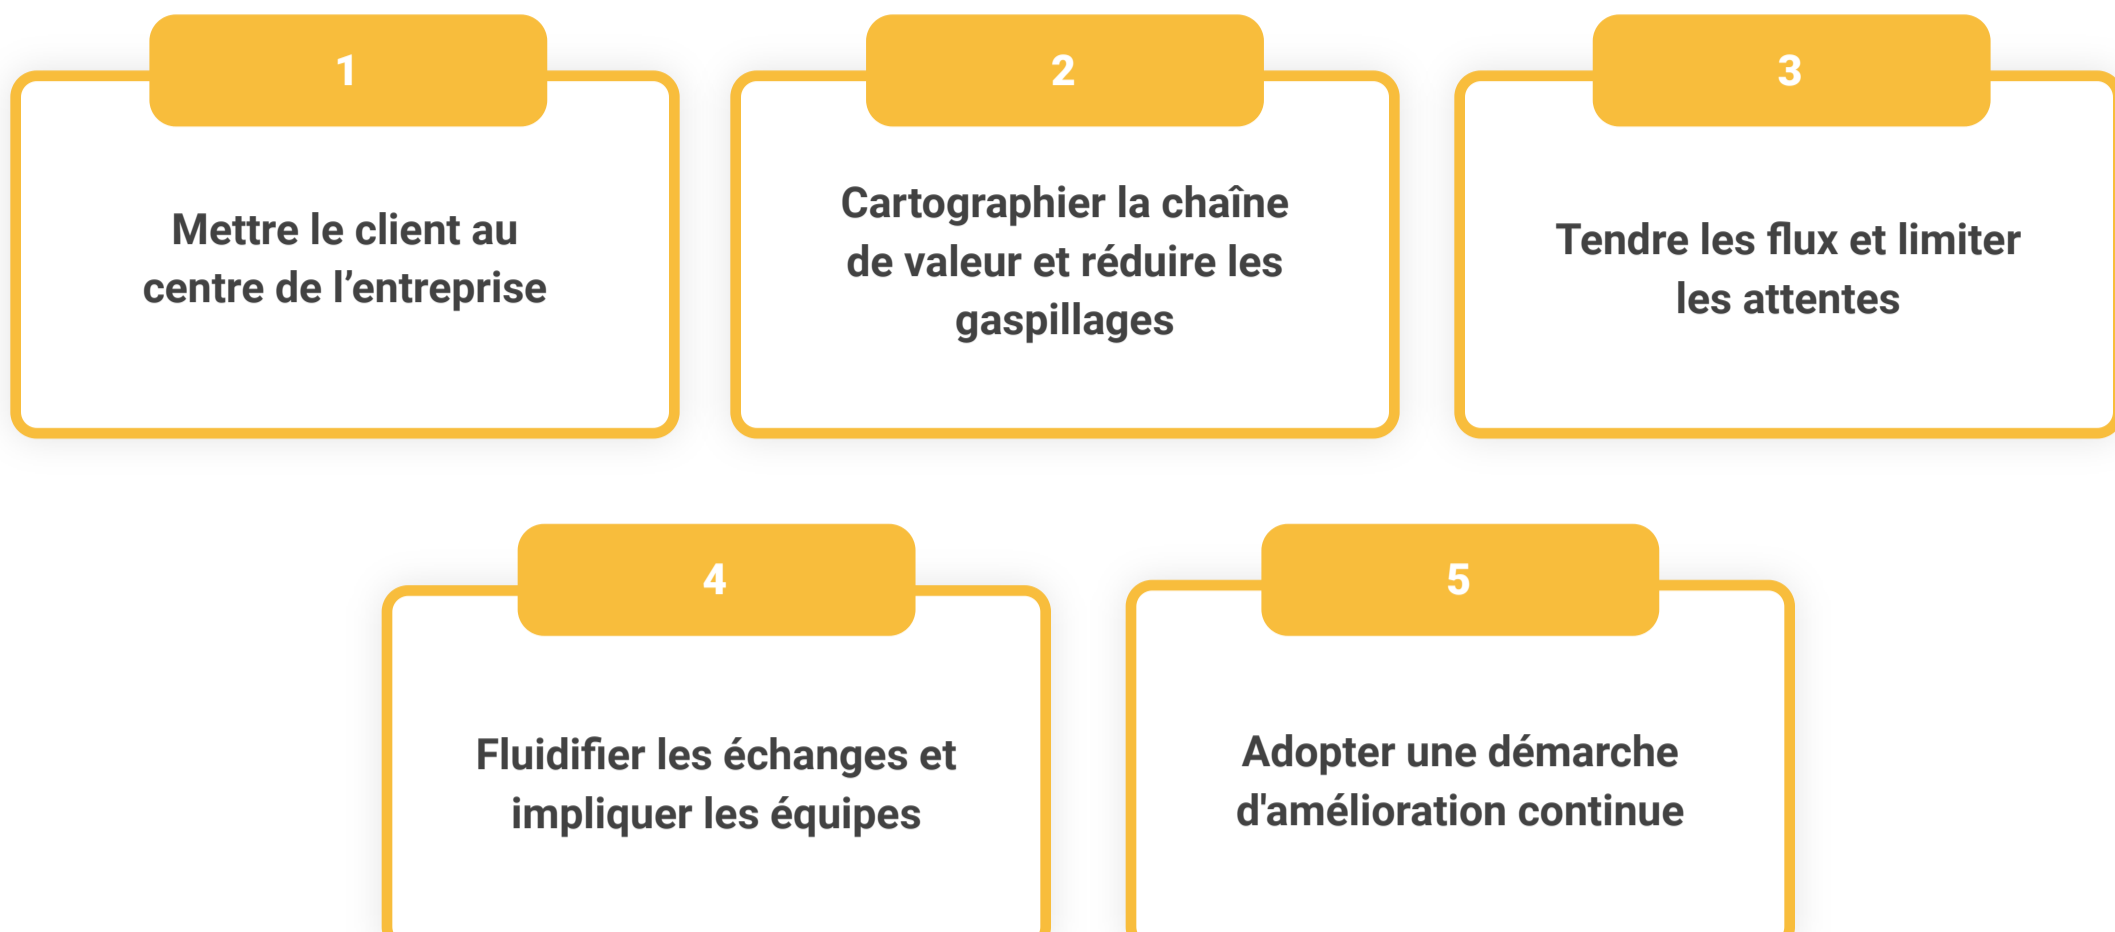 1
Mettre le client au
centre de l’entreprise
2
Cartographier la chaîne
de valeur et réduire les
gaspillages
3
Tendre les flux et limiter
les attentes
4
Fluidifier les échanges et
impliquer les équipes
5
Adopter une démarche
d'amélioration continue